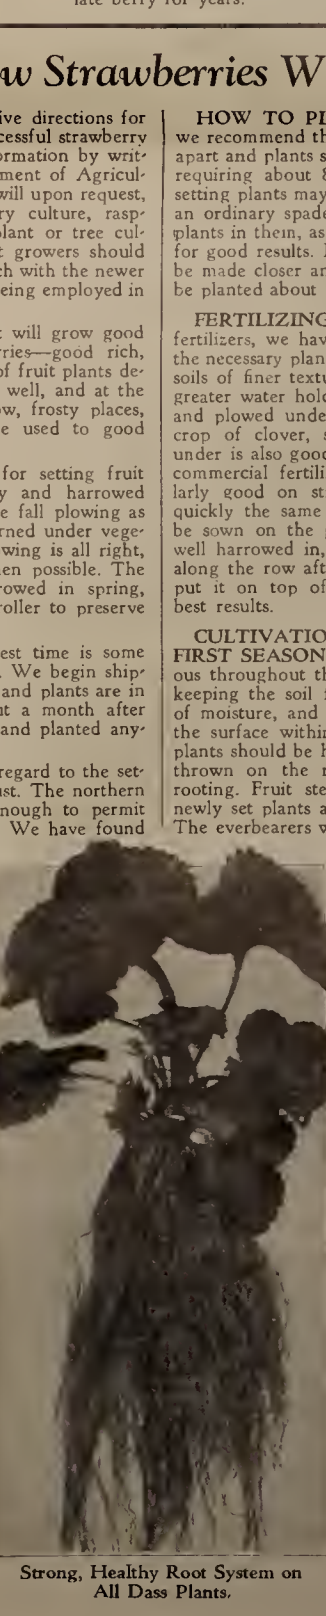 late berry for years.
w Strawberries W
ive directions for
cessful strawberry
ormation by writ-
ment of Agricul-
will upon request,
ry culture, rasp-
plant or tree cul-
t growers should
ch with the newer
eing employed in
t will grow good
rries—good rich,
of fruit plants de-
well, and at the
ow, frosty places,
e used to good
for setting fruit
y and harrowed
e fall plowing as
rned under vege-
wing is all right,
en possible. The
rowed in spring,
roller to preserve
est time is some
. We begin ship-
and plants are in
ut a month after
and planted any-
regard to the set-
ust. The northern
nough to permit
We have found
HOW TO PL
we recommend th
apart and plants s
requiring about 8
setting plants may
an ordinary spade
plants in them, as
for good results.
be made closer an
be planted about
FERTILIZING
fertilizers, we hav
the necessary plan
soils of finer textu
greater water hold
and plowed unde
crop of clover, s
under is also good
commercial fertili
larly good on st
quickly the same
be sown on the g
well harrowed in,
along the row aft
put it on top of
best results.
CULTIVATIO
FIRST SEASON
ous throughout th
keeping the soil f
of moisture, and
the surface within
plants should be h
thrown on the r
rooting. Fruit ste
newly set plants a
The everbearers w
Strong, Healthy Root System on
All Dass Plants.